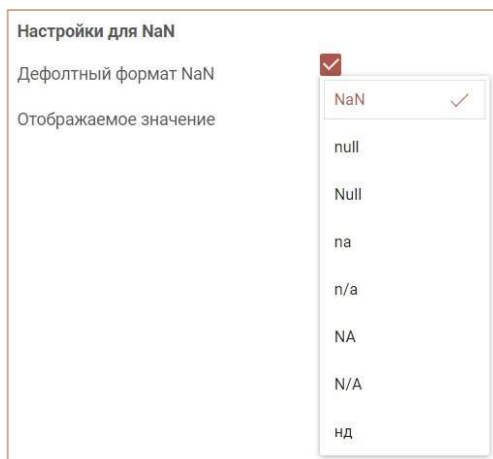 Настройки для NaN
Дефолтный формат NaN
Отображаемое значение
NaN
null
Null
na
n/a
NA
N/A
нд